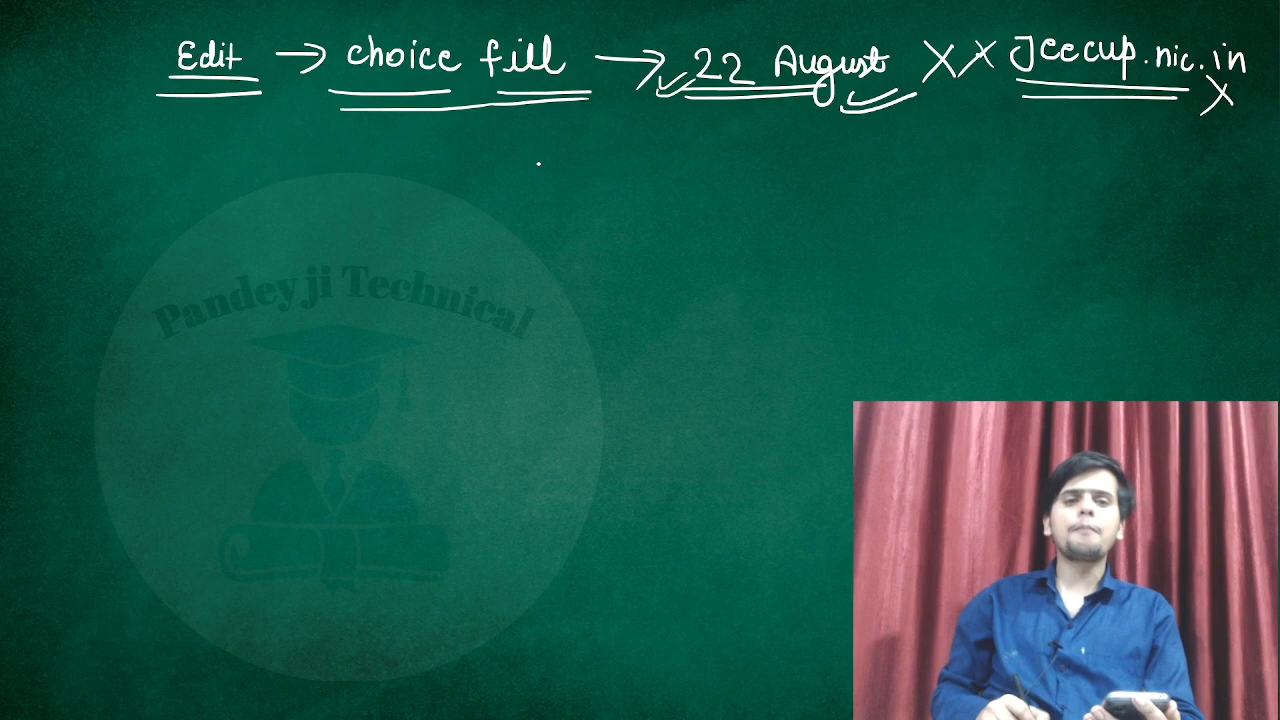 Edit → choice fill → 22 August X X Jeecup.nic.in X
Pandey ji Technical